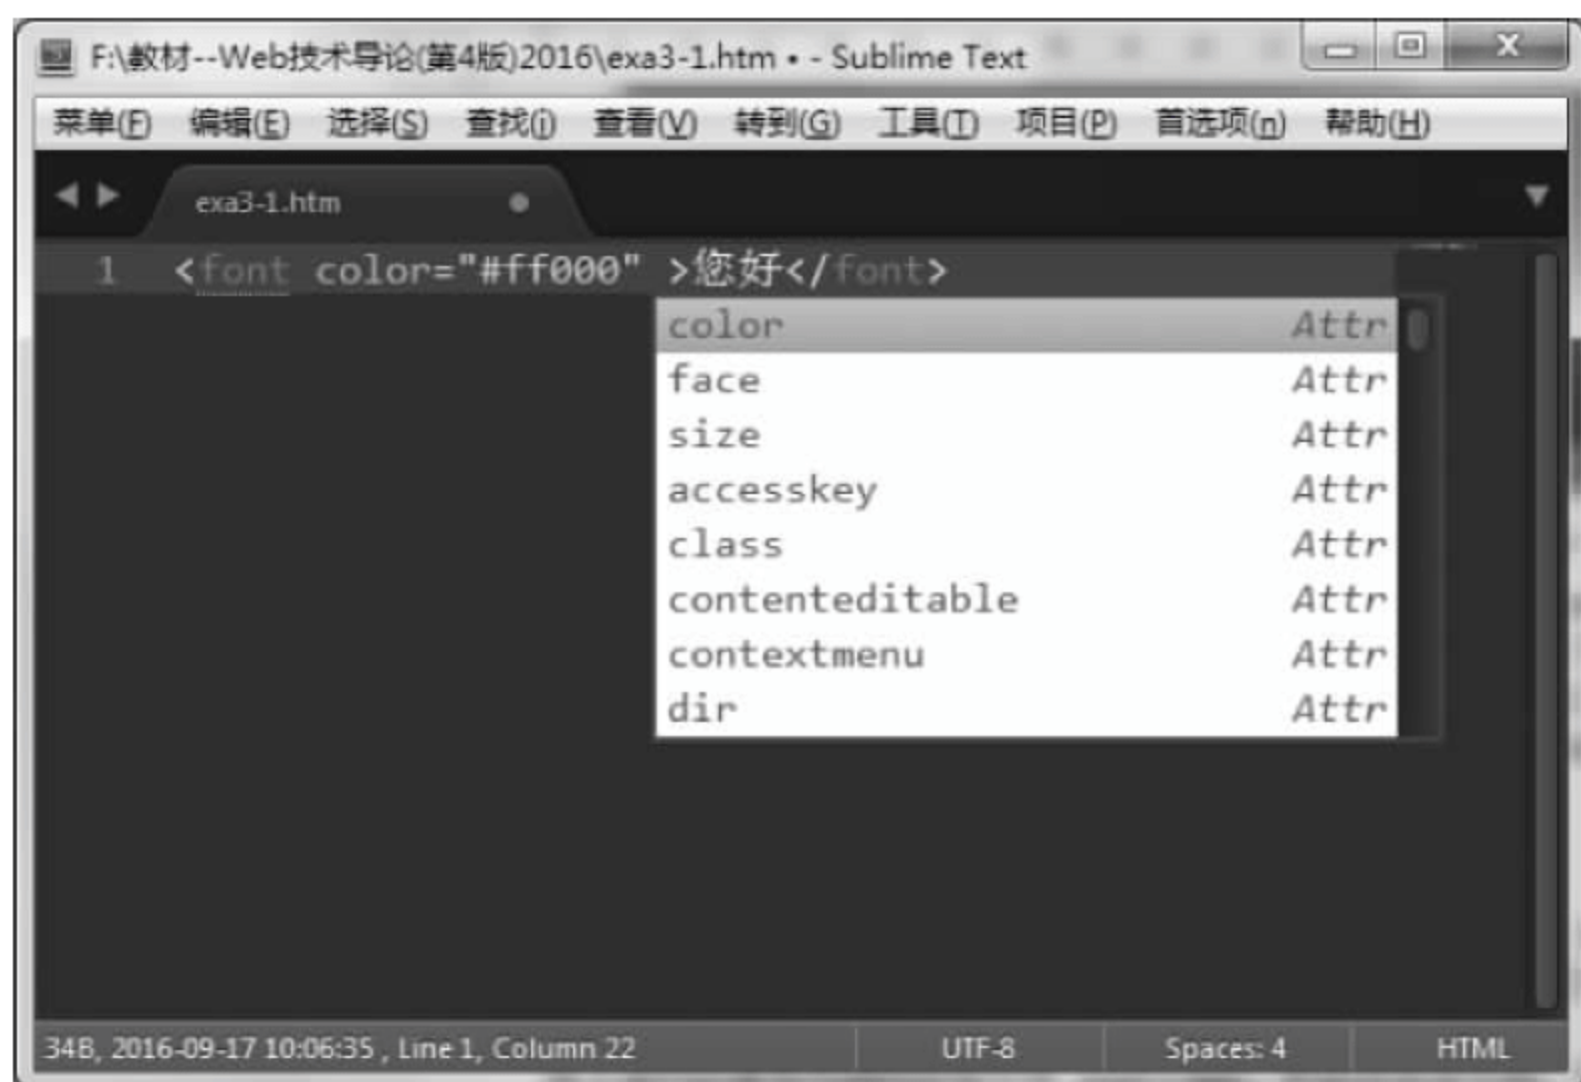 F:\教材--Web技术导论(第4版)2016\exa3-1.htm • - Sublime Text
菜单(F) 编辑(E) 选择(S) 查找(i) 查看(V) 转到(G) 工具(T) 项目(P) 首选项(n) 帮助(H)
exa3-1.htm
1 <font color="#ff000" >您好</font>
color Attr
face Attr
size Attr
accesskey Attr
class Attr
contenteditable Attr
contextmenu Attr
dir Attr
34B, 2016-09-17 10:06:35 , Line 1, Column 22 UTF-8 Spaces: 4 HTML